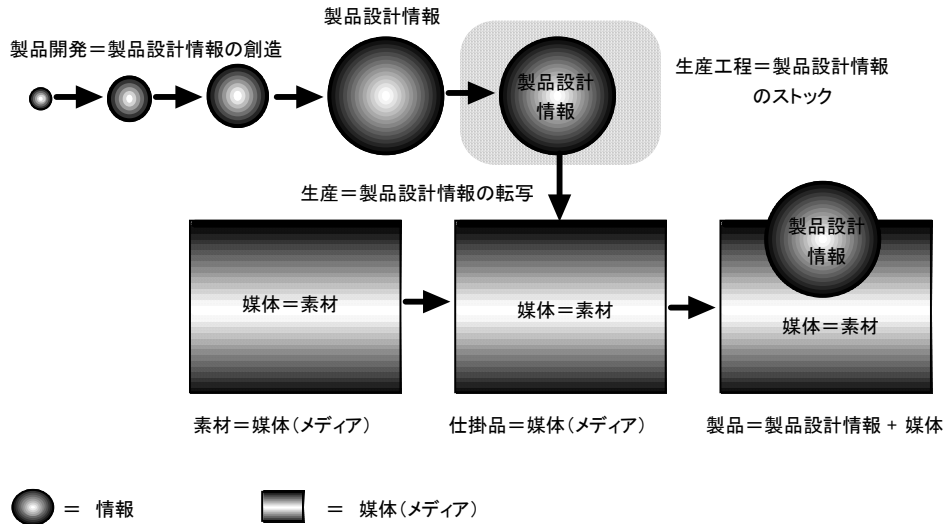 製品設計情報
製品開発＝製品設計情報の創造
製品設計
情報
生産工程＝製品設計情報
のストック
生産＝製品設計情報の転写
製品設計
情報
媒体＝素材
媒体＝素材
媒体＝素材
素材＝媒体（メディア）
仕掛品＝媒体（メディア）
製品＝製品設計情報 + 媒体
＝ 情報
＝ 媒体（メディア）